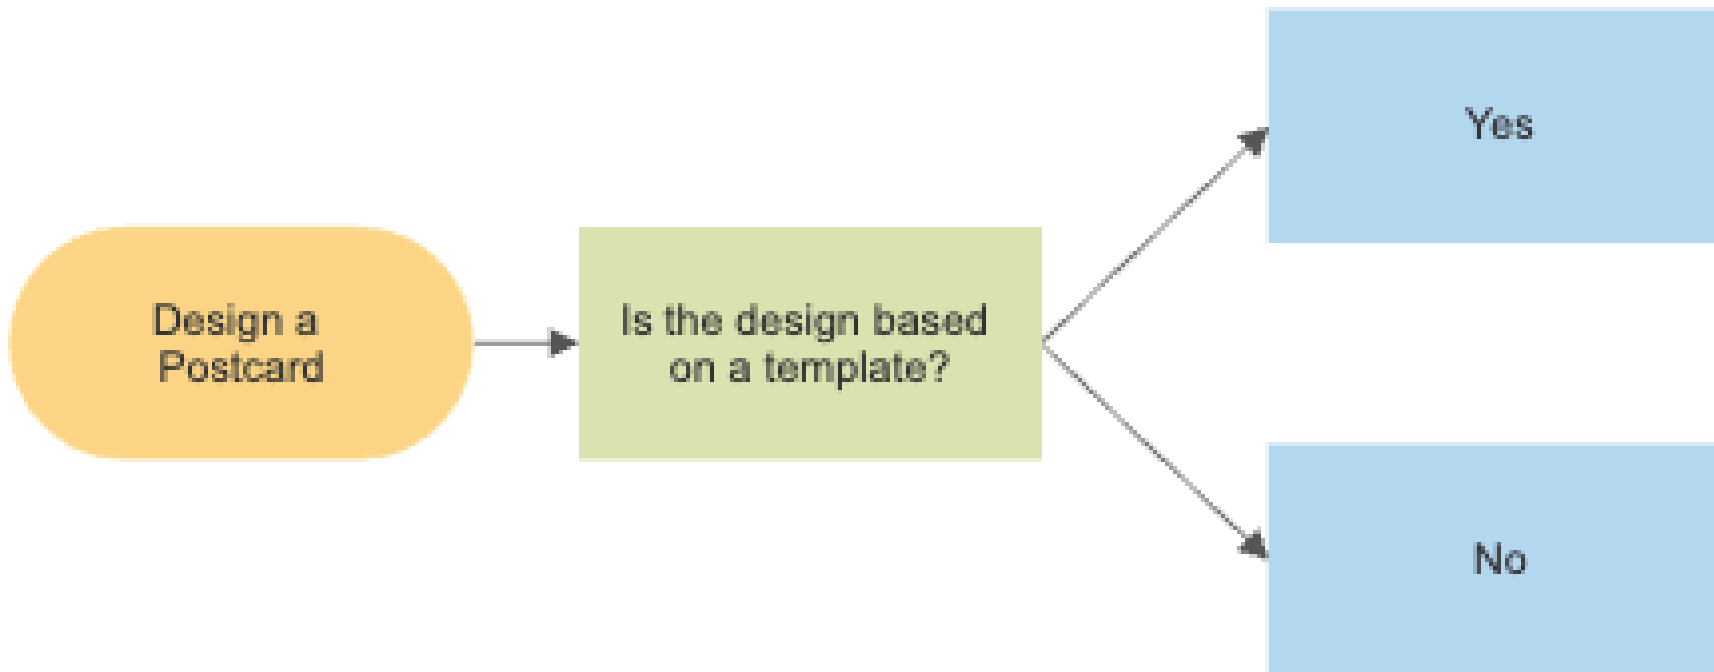 Design a
Postcard
Is the design based
on a template?
Yes
No